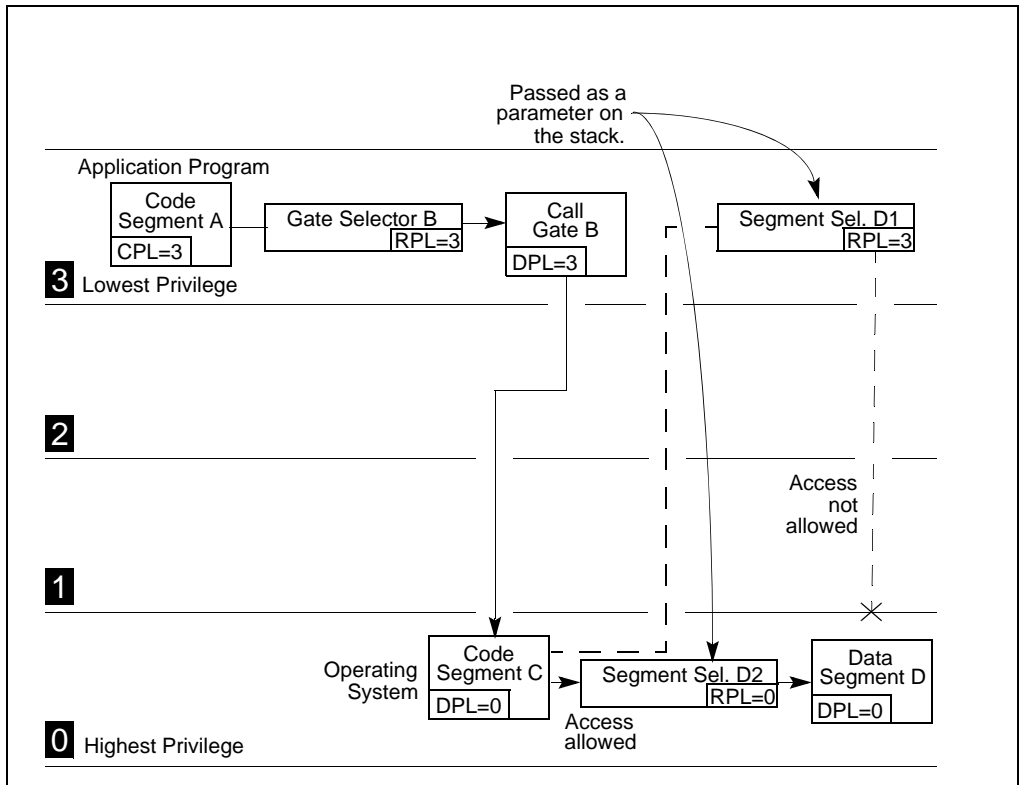 Passed as a
parameter on
the stack.
Application Program
Code
Segment A
CPL=3
Gate Selector B
RPL=3
Call
Gate B
DPL=3
Segment Sel. D1
RPL=3
3 Lowest Privilege
2
Access
not
allowed
1
Operating
System
Code
Segment C
DPL=0
Access
allowed
Segment Sel. D2
RPL=0
Data
Segment D
DPL=0
0 Highest Privilege